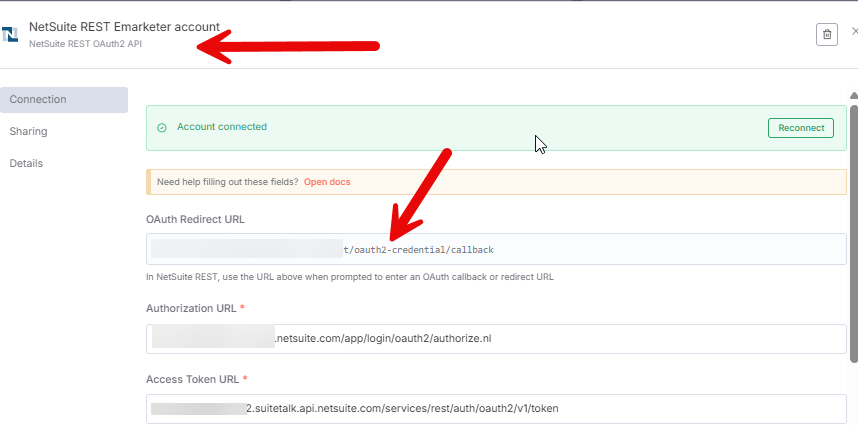 NetSuite REST Emarketer account
NetSuite REST OAuth2 API
Connection
Sharing
Details
Account connected
Reconnect
Need help filling out these fields? Open docs
OAuth Redirect URL
t/oauth2-credential/callback
In NetSuite REST, use the URL above when prompted to enter an OAuth callback or redirect URL
Authorization URL *
.netsuite.com/app/login/oauth2/authorize.nl
Access Token URL *
2.suitetalk.api.netsuite.com/services/rest/auth/oauth2/v1/token